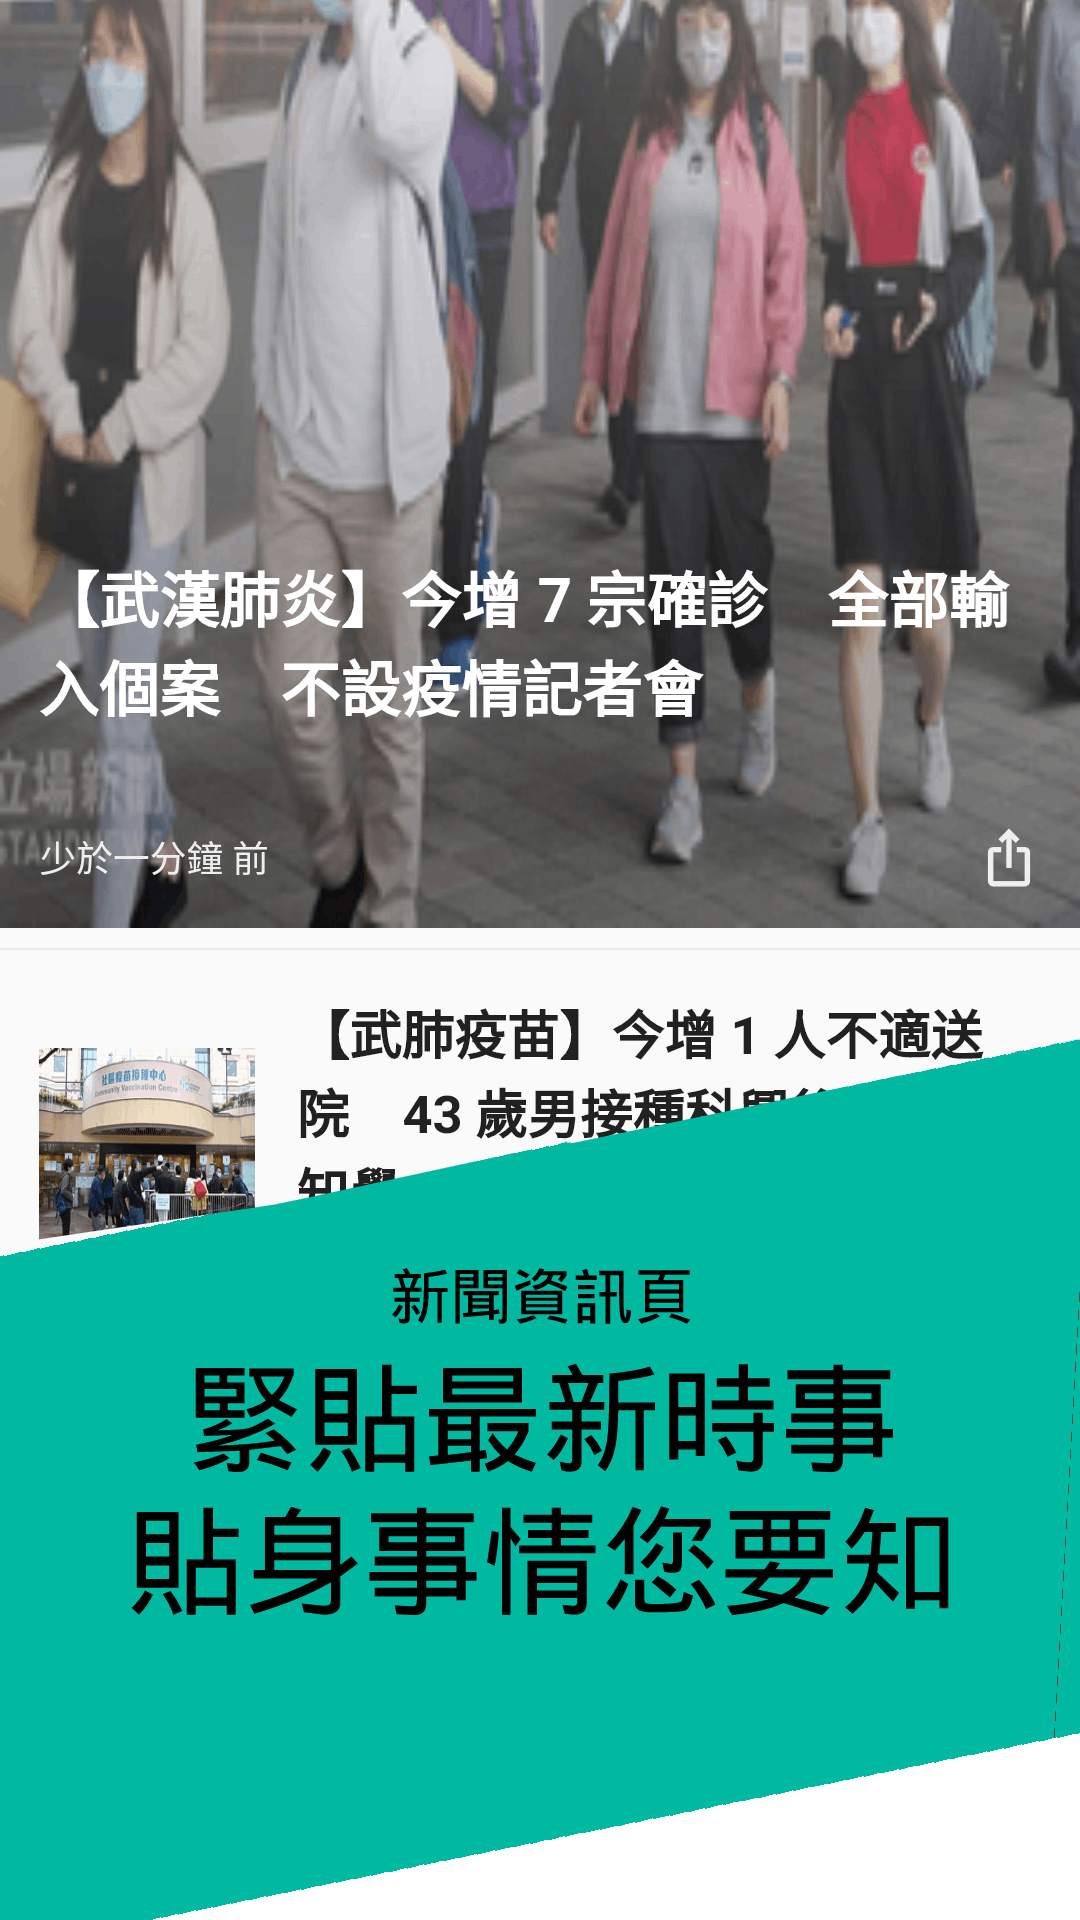 【武漢肺炎】今增 7 宗確診　全部輸
入個案　不設疫情記者會
立場新聞
STANDNEWS
少於一分鐘 前
【武肺疫苗】今增 1 人不適送
院　43 歲男接種科興後
知覺
社區疫苗接種中心
Community Vaccination Centre
新聞資訊頁
緊貼最新時事
貼身事情您要知